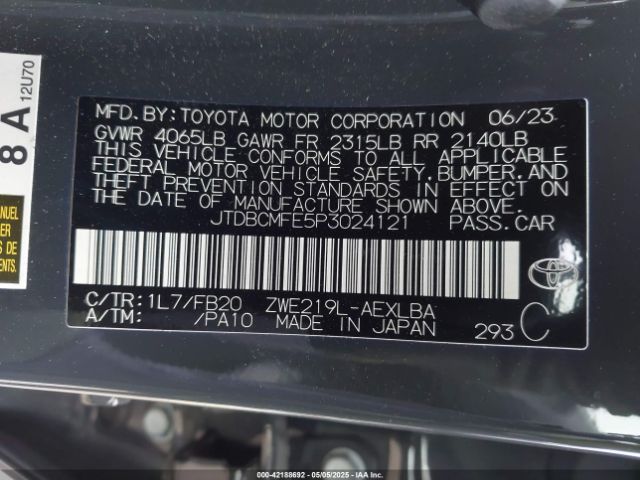 MFD.BY:TOYOTA MOTOR CORPORATION 06/23
GVWR 4065LB GAWR FR 2315LB RR 2140LB
THIS VEHICLE CONFORMS TO ALL APPLICABLE
FEDERAL MOTOR VEHICLE SAFETY,BUMPER,AND
THEFT PREVENTION STANDARDS IN EFFECT ON
THE DATE OF MANUFACTURE SHOWN ABOVE.
JTDBCMFE5P3024121 PASS.CAR
C/TR:1L7/FB20 ZWE219L-AEXLBA
A/TM: /PA10 MADE IN JAPAN 293 C
8 A 12U70
000-42188692 05/05/2025 IAAI